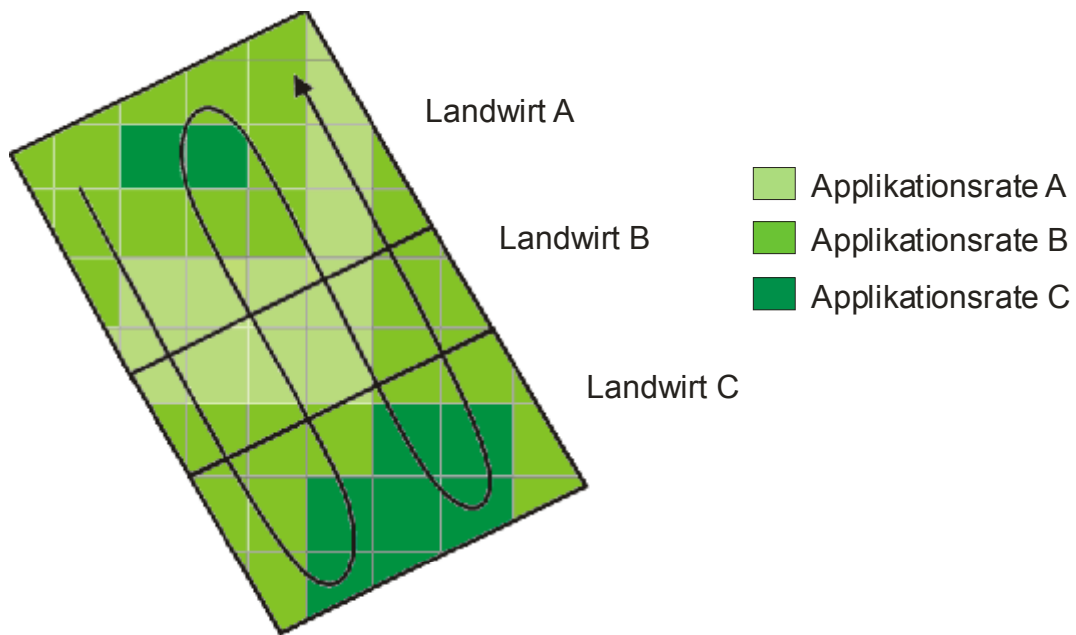 Landwirt A
Landwirt B
Landwirt C
Applikationsrate A
Applikationsrate B
Applikationsrate C